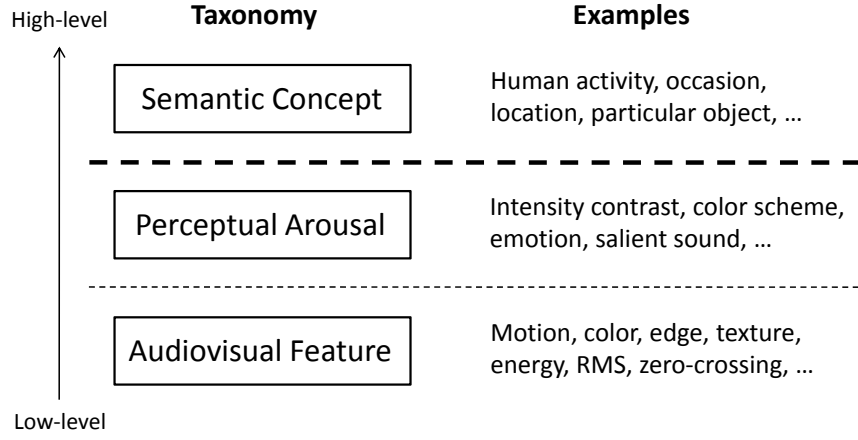 High-level
Taxonomy
Examples
Semantic Concept
Human activity, occasion,
location, particular object, ...
Perceptual Arousal
Intensity contrast, color scheme,
emotion, salient sound, ...
Audiovisual Feature
Motion, color, edge, texture,
energy, RMS, zero-crossing, ...
Low-level